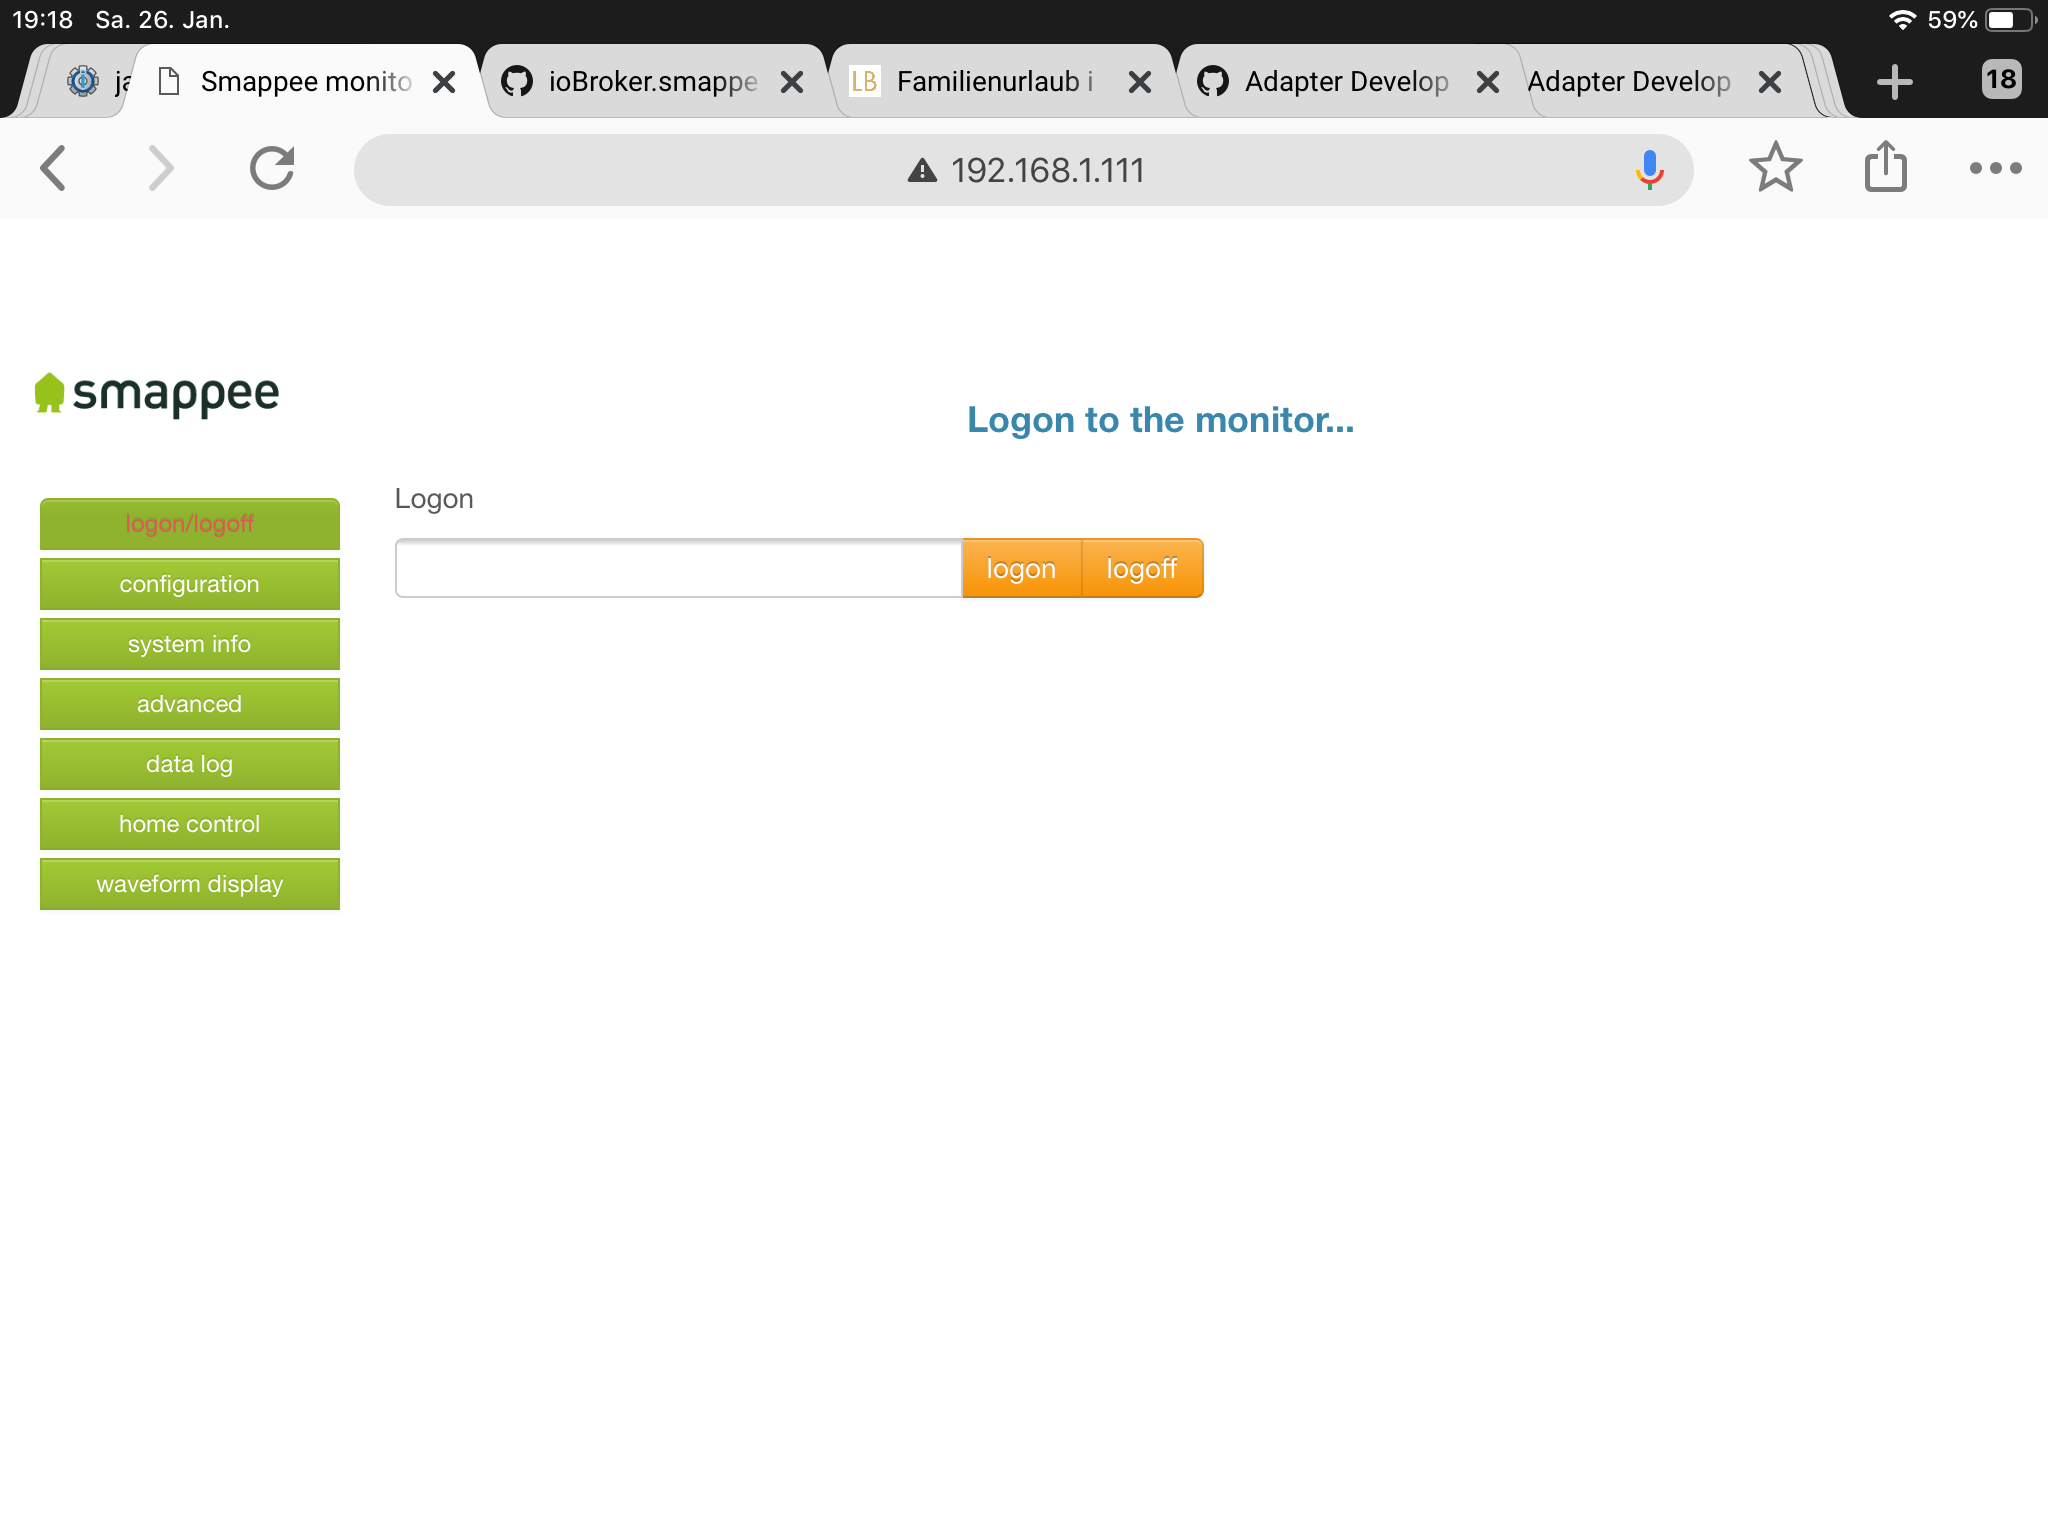 19:18 Sa. 26. Jan. 59%
Smappee monito ioBroker.smappe LB Familienurlaub i Adapter Develop Adapter Develop 18
192.168.1.111
smappee
Logon to the monitor...
Logon
logon logoff
logon/logoff
configuration
system info
advanced
data log
home control
waveform display